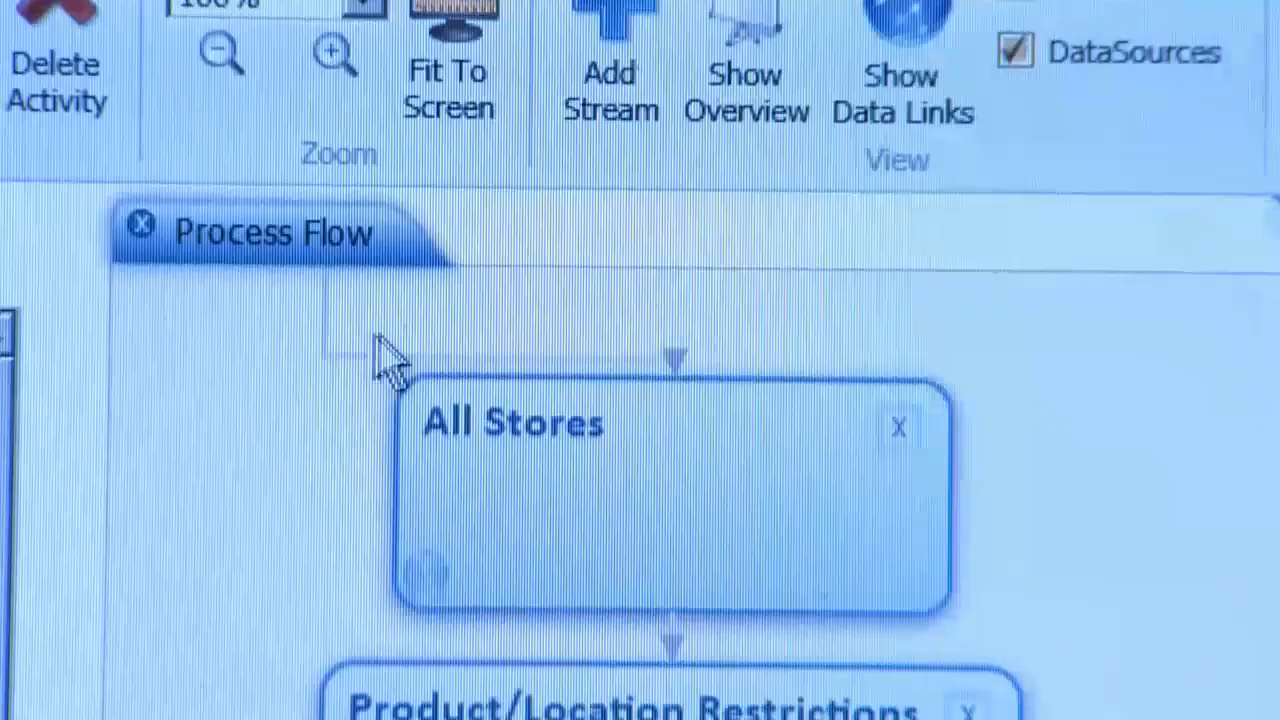 100%
Delete
Activity
Fit To
Screen
Add
Stream
Show
Overview
Show
Data Links
DataSources
Zoom
View
X Process Flow
All Stores X
Product/Location Restrictions X